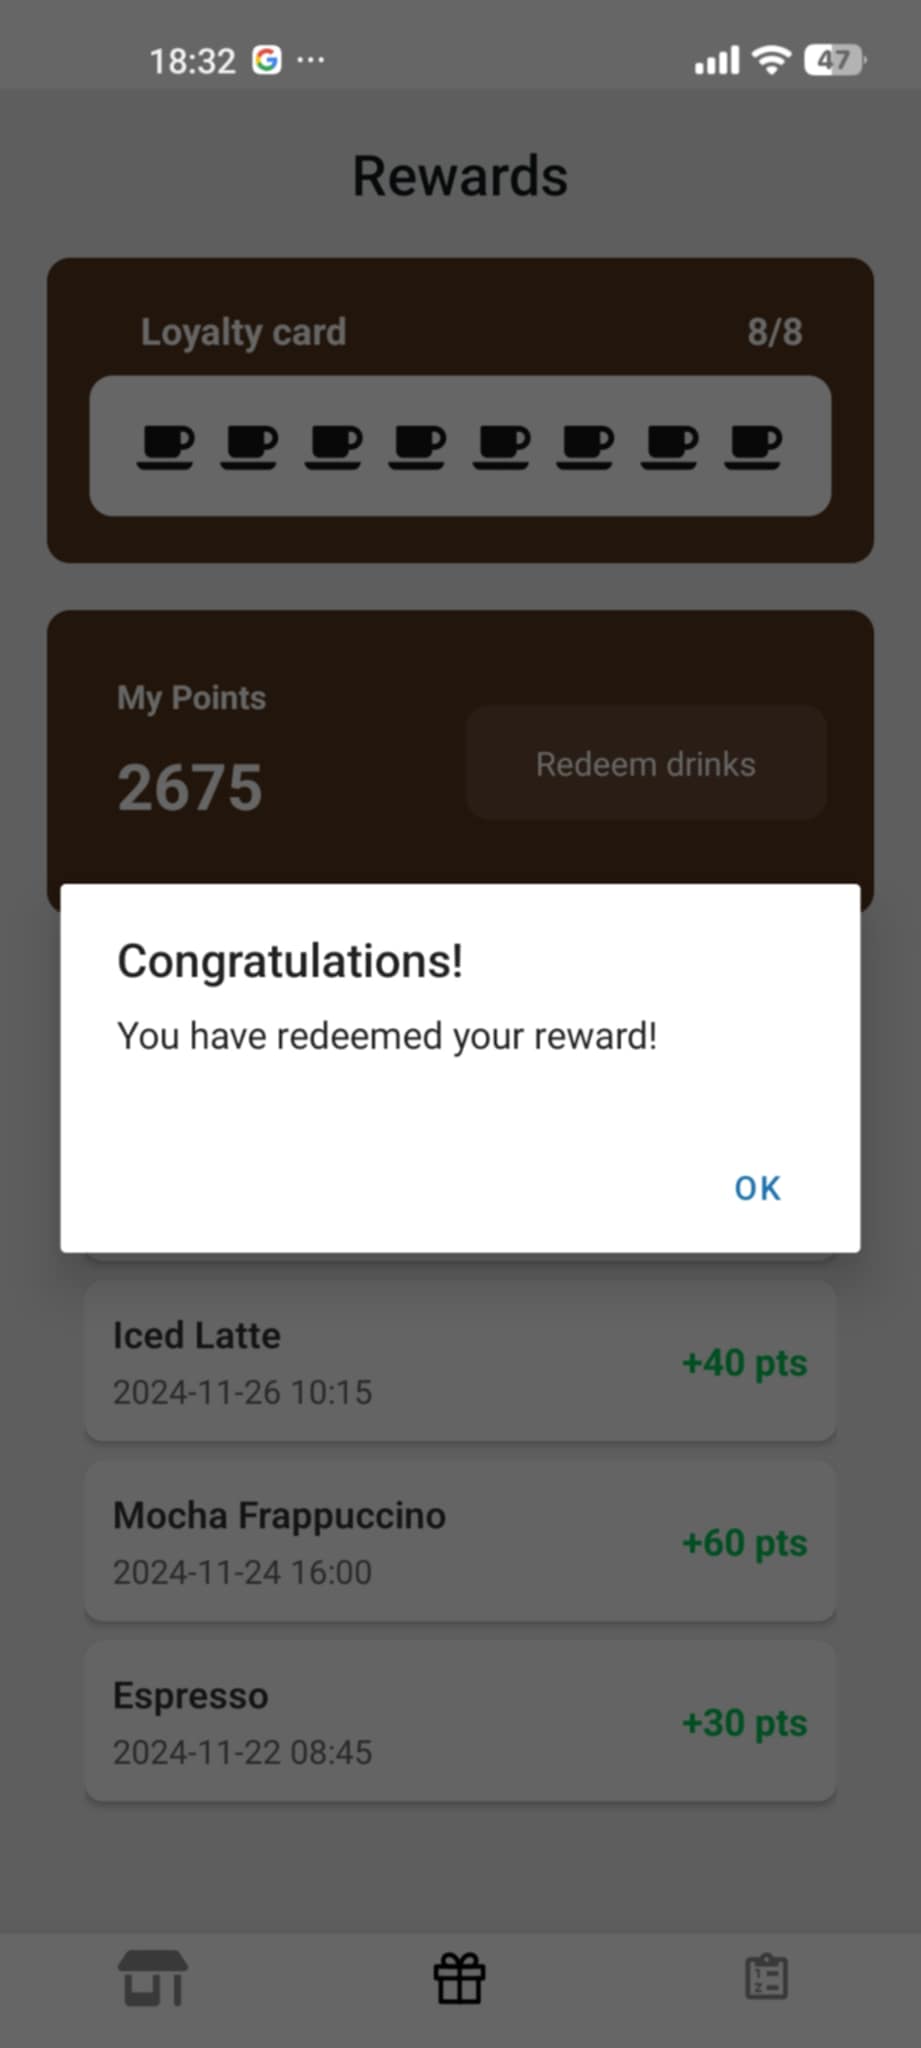 18:32 G ...
47
Rewards
Loyalty card 8/8
My Points
2675
Redeem drinks
Congratulations!
You have redeemed your reward!
OK
Iced Latte
2024-11-26 10:15
+40 pts
Mocha Frappuccino
2024-11-24 16:00
+60 pts
Espresso
2024-11-22 08:45
+30 pts